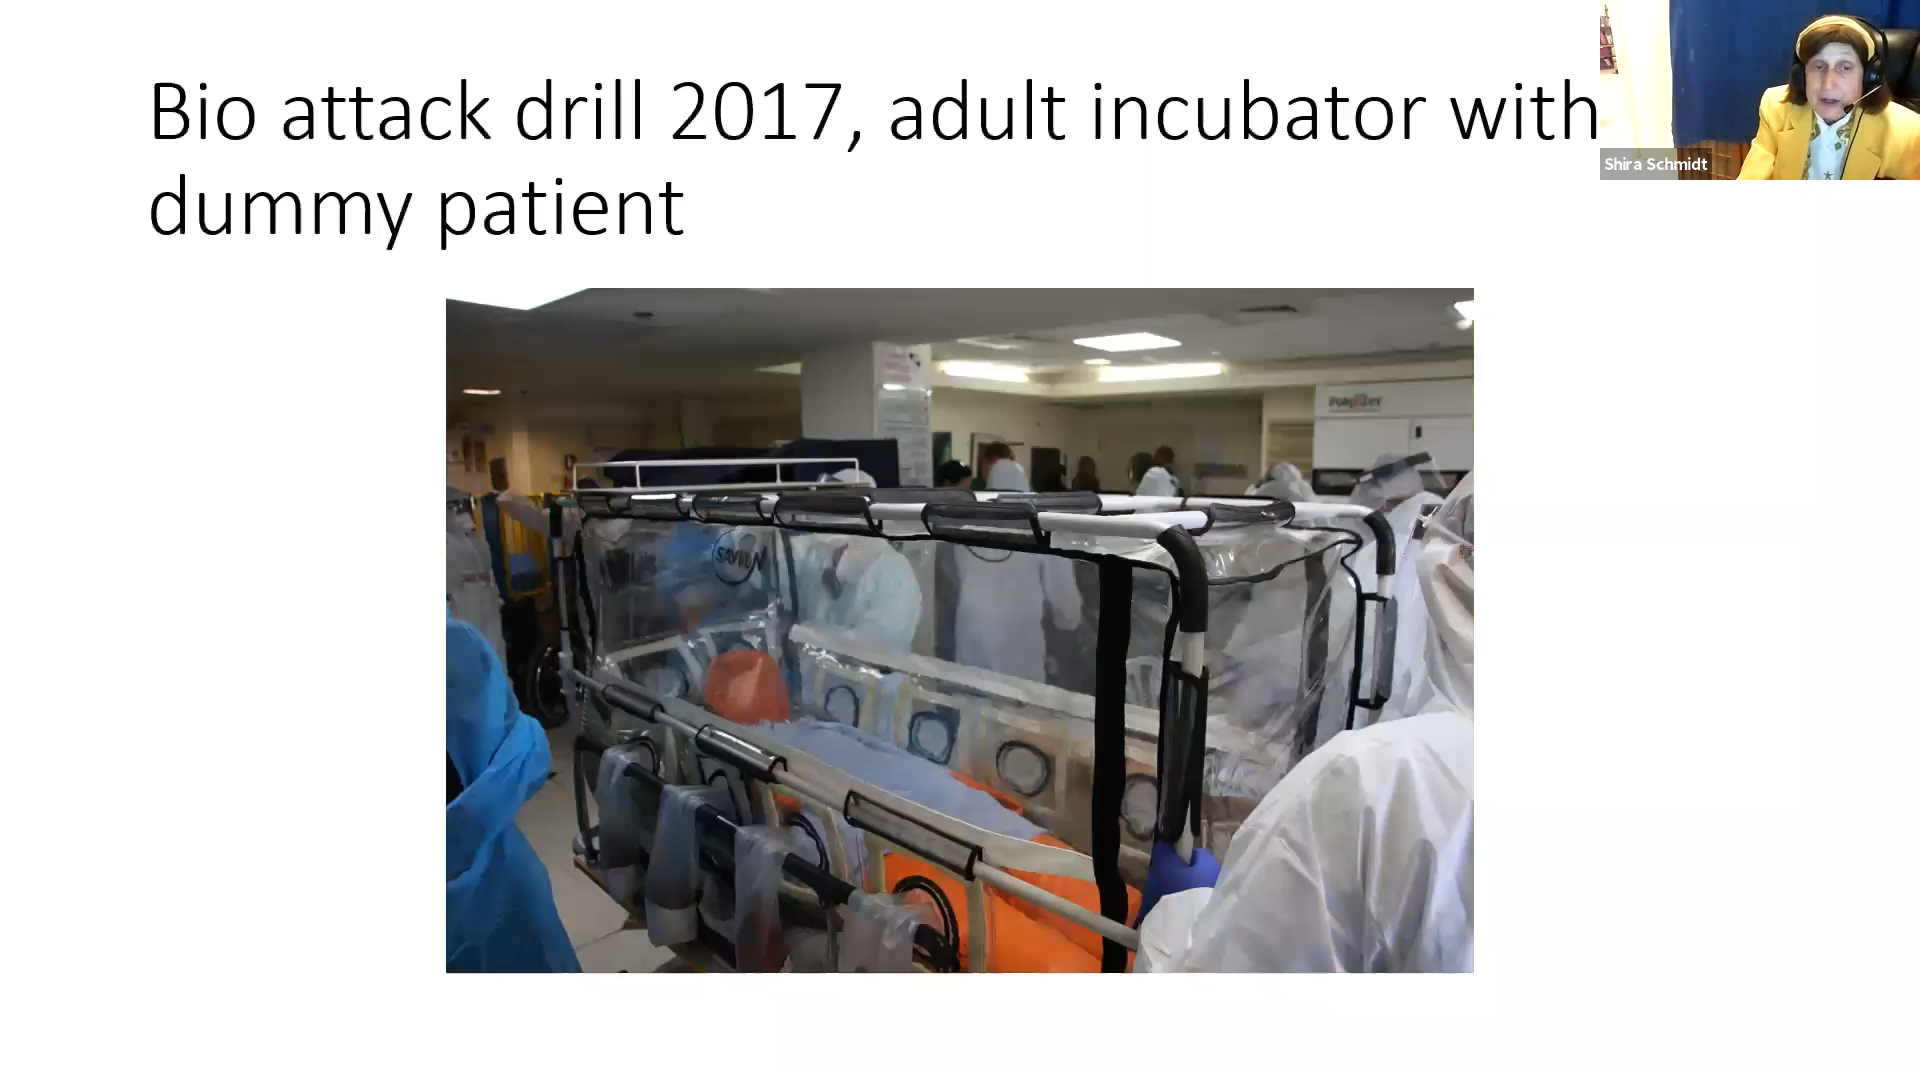 Bio attack drill 2017, adult incubator with
dummy patient
Shira Schmidt